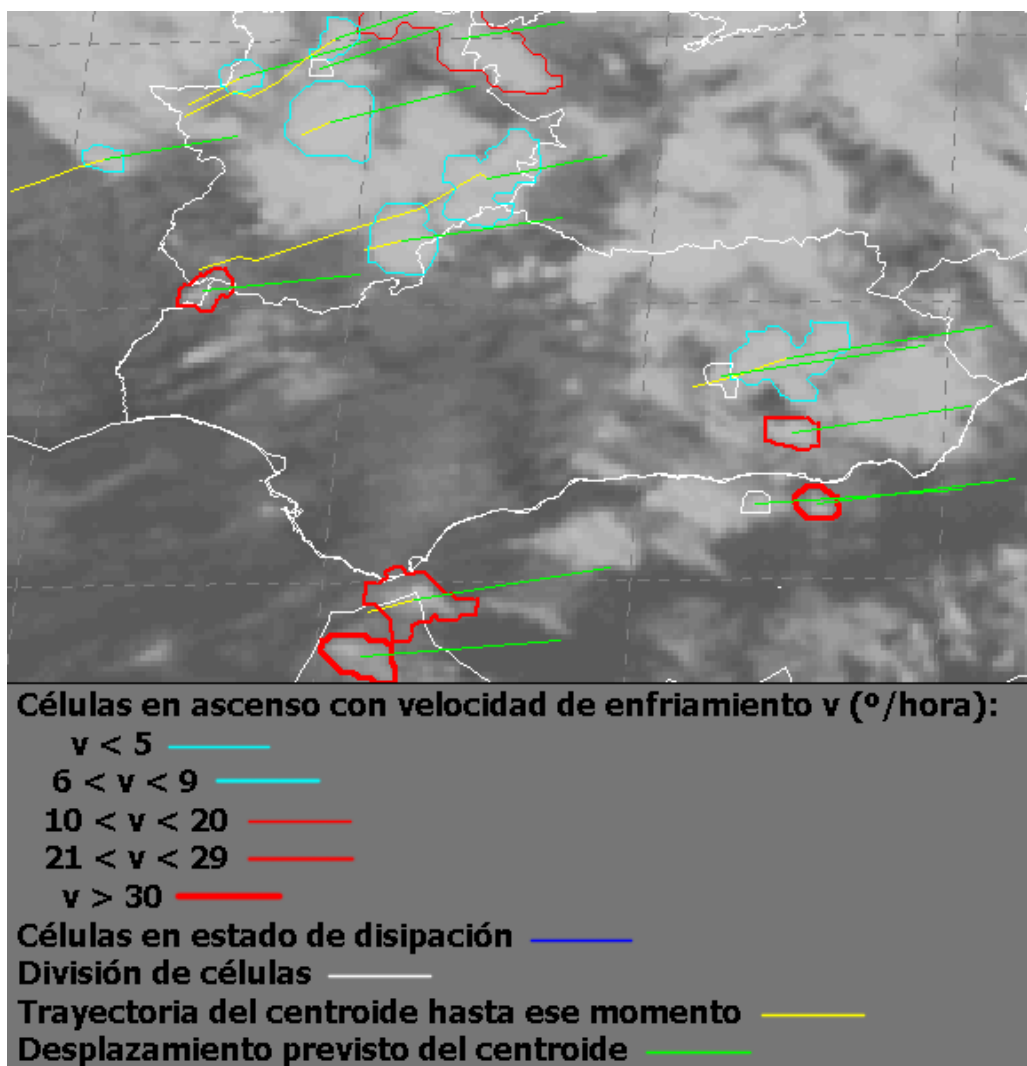 Células en ascenso con velocidad de enfriamiento v (º/hora):
v < 5
6 < v < 9
10 < v < 20
21 < v < 29
v > 30
Células en estado de disipación
División de células
Trayectoria del centroide hasta ese momento
Desplazamiento previsto del centroide